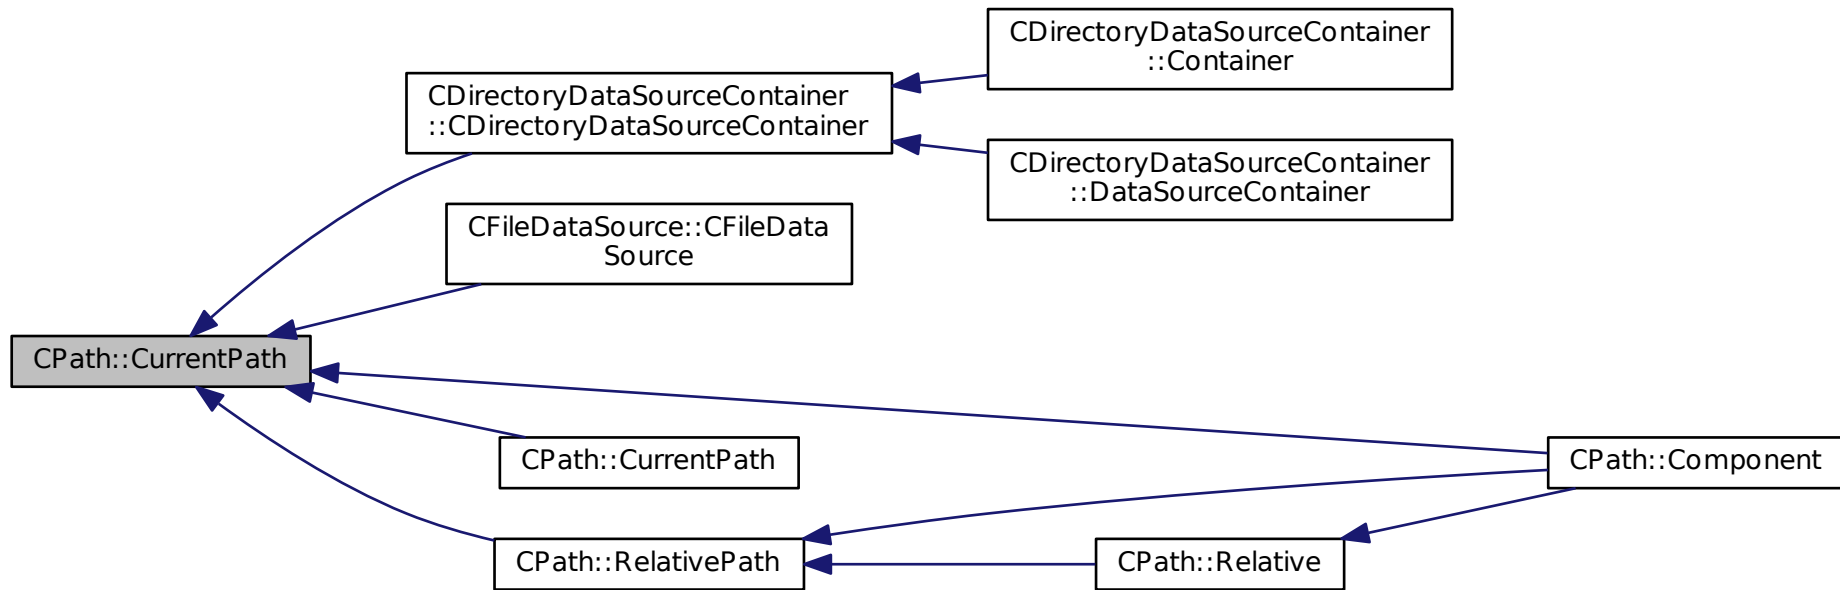 CDirectoryDataSourceContainer
::Container
CDirectoryDataSourceContainer
::CDirectoryDataSourceContainer
CDirectoryDataSourceContainer
::DataSourceContainer
CFileDataSource::CFileData
Source
CPath::CurrentPath
CPath::CurrentPath
CPath::Component
CPath::RelativePath
CPath::Relative